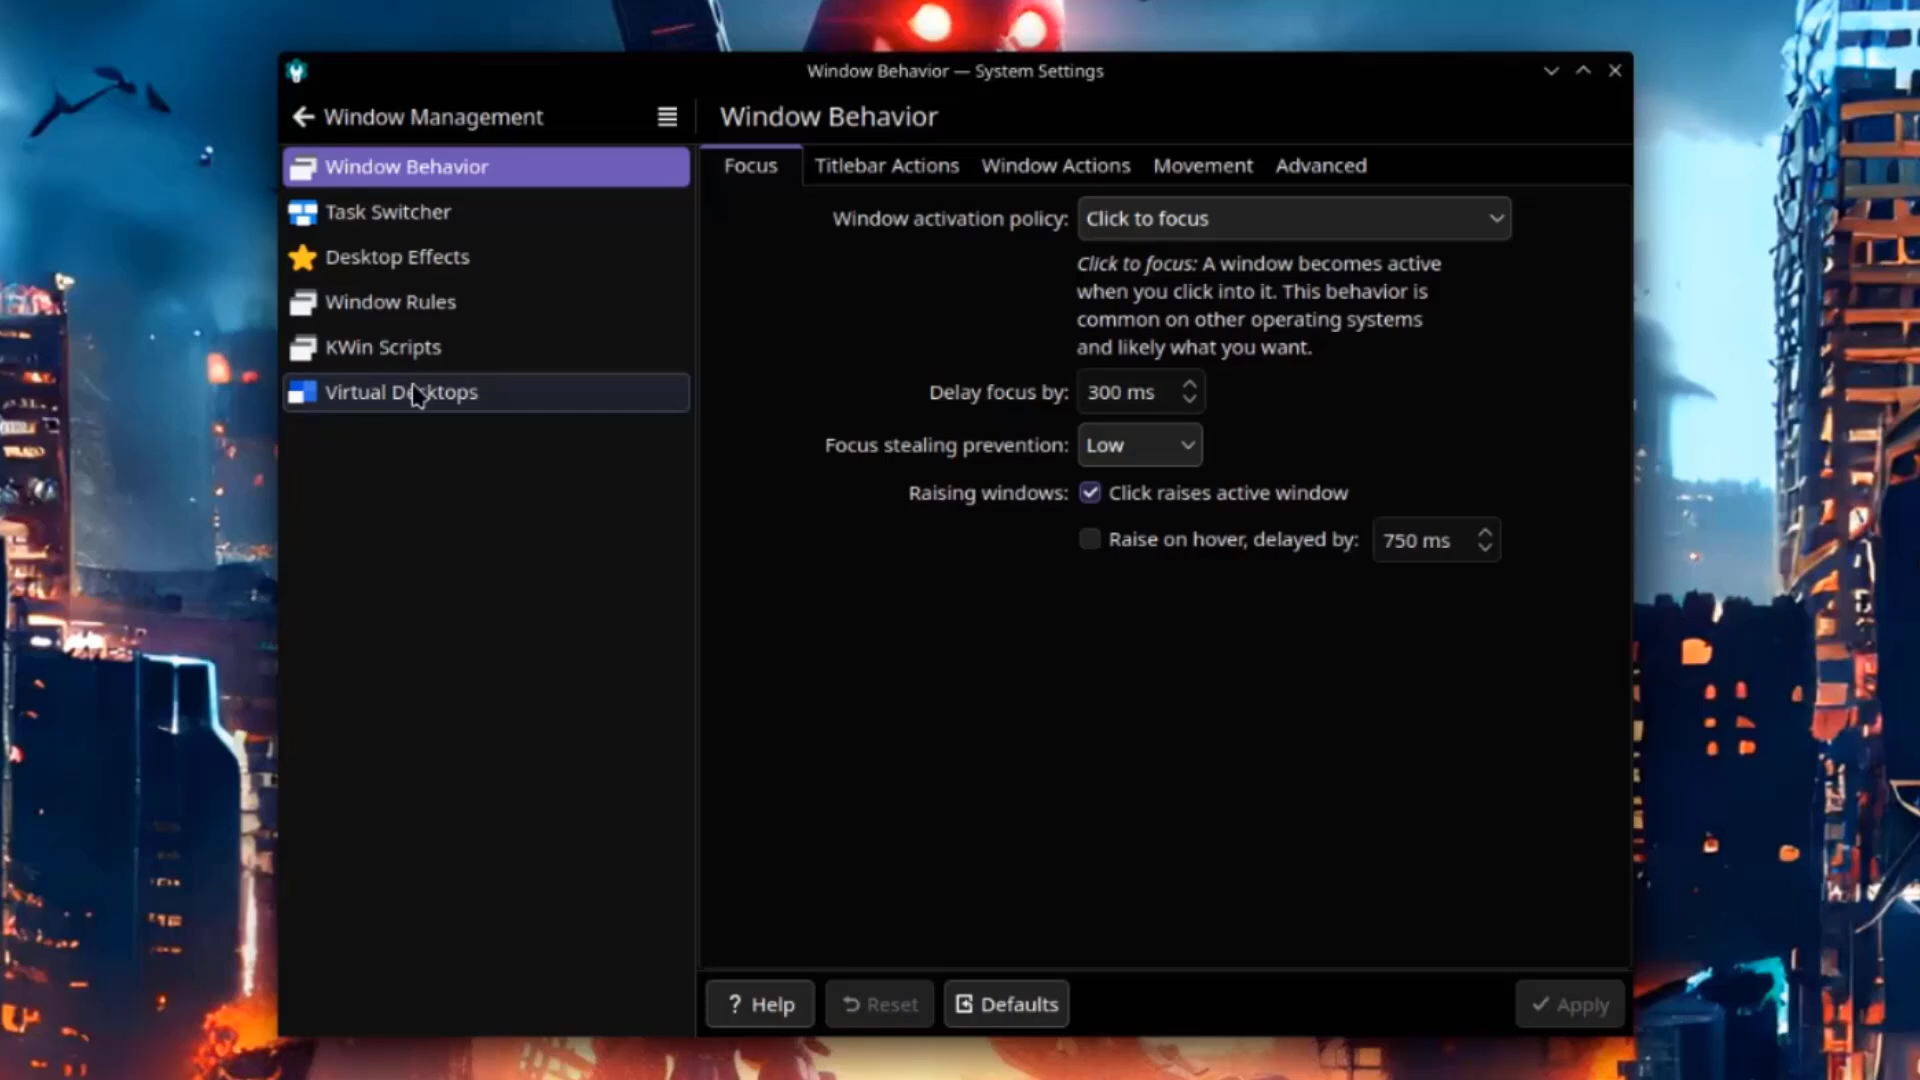 Window Behavior — System Settings
Window Management
Window Behavior
Task Switcher
Desktop Effects
Window Rules
KWin Scripts
Virtual Desktops
Window Behavior
Focus Titlebar Actions Window Actions Movement Advanced
Window activation policy: Click to focus
Click to focus: A window becomes active
when you click into it. This behavior is
common on other operating systems
and likely what you want.
Delay focus by: 300 ms
Focus stealing prevention: Low
Raising windows: Click raises active window
Raise on hover, delayed by: 750 ms
? Help Reset Defaults Apply